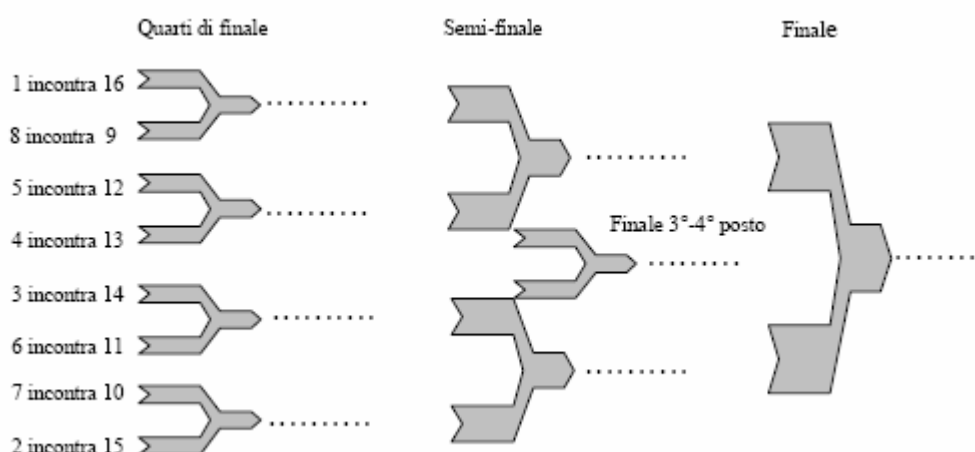 Quarti di finale
Semi-finale
Finale
1 incontra 16
8 incontra 9
5 incontra 12
4 incontra 13
3 incontra 14
6 incontra 11
7 incontra 10
2 incontra 15
Finale 3°-4° posto